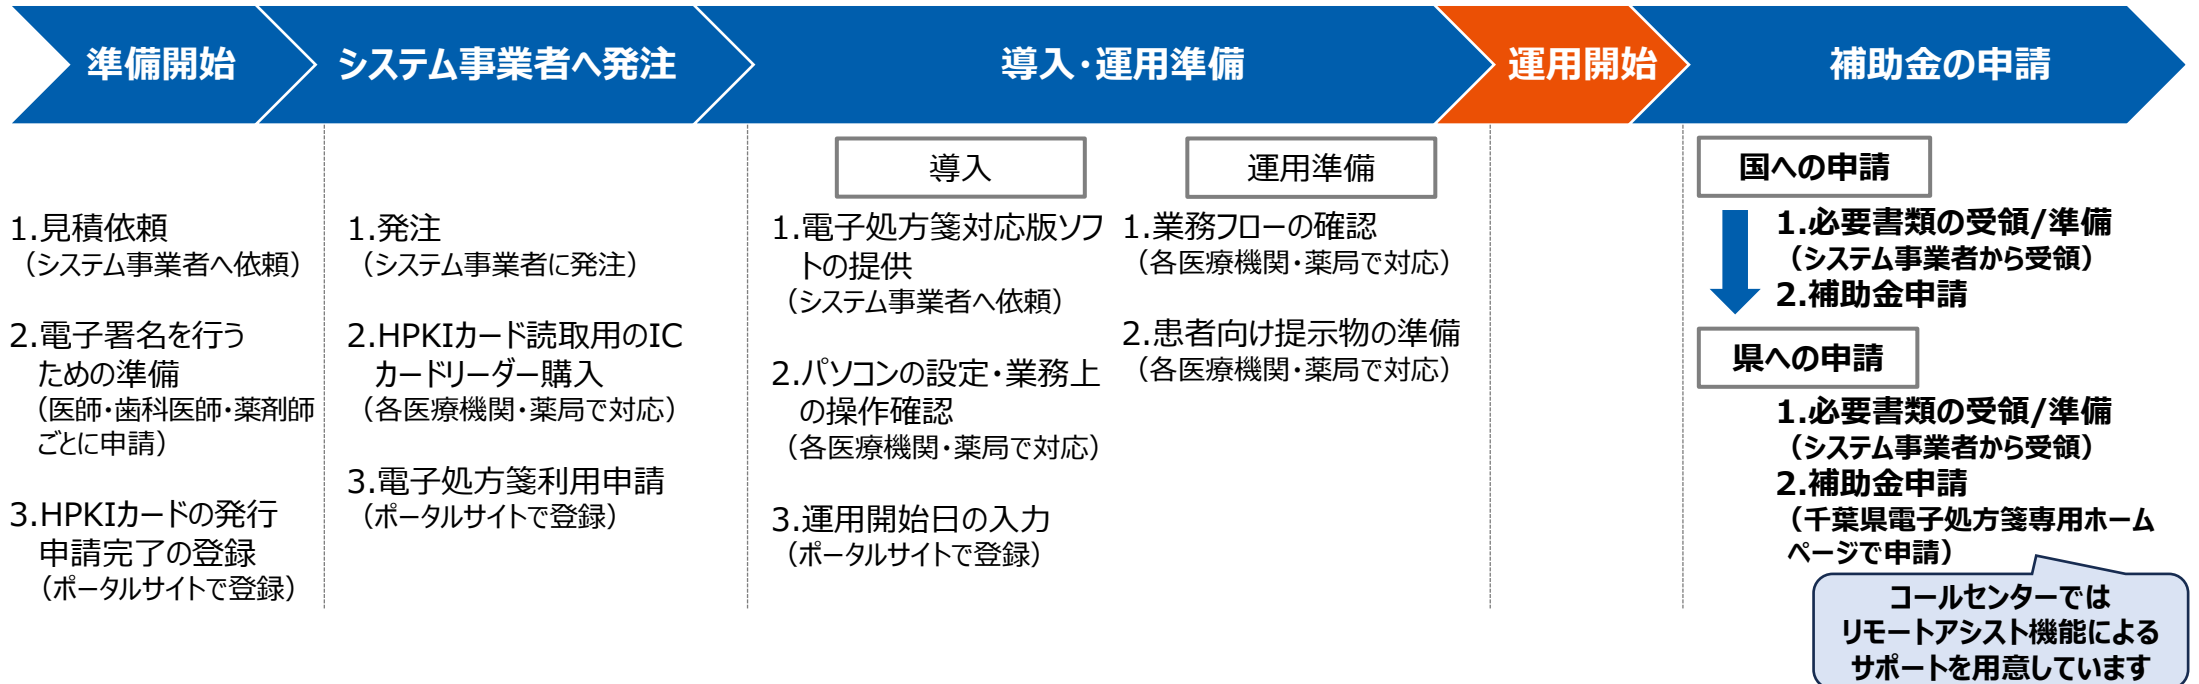 準備開始
システム事業者へ発注
導入・運用準備
運用開始
補助金の申請
1.見積依頼
（システム事業者へ依頼）
2.電子署名を行う
ための準備
（医師・歯科医師・薬剤師
ごとに申請）
3.HPKIカードの発行
申請完了の登録
（ポータルサイトで登録）
1.発注
（システム事業者に発注）
2.HPKIカード読取用のIC
カードリーダー購入
（各医療機関・薬局で対応）
3.電子処方箋利用申請
（ポータルサイトで登録）
導入
1.電子処方箋対応版ソフ
トの提供
（システム事業者へ依頼）
2.パソコンの設定・業務上
の操作確認
（各医療機関・薬局で対応）
3.運用開始日の入力
（ポータルサイトで登録）
運用準備
1.業務フローの確認
（各医療機関・薬局で対応）
2.患者向け提示物の準備
（各医療機関・薬局で対応）
国への申請
1.必要書類の受領/準備
（システム事業者から受領）
2.補助金申請
県への申請
1.必要書類の受領/準備
（システム事業者から受領）
2.補助金申請
（千葉県電子処方箋専用ホーム
ページで申請）
コールセンターでは
リモートアシスト機能による
サポートを用意しています